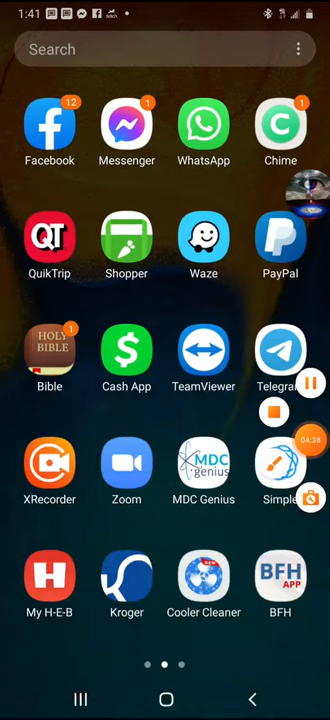 1:41
Search
12
1
1
Facebook
Messenger
WhatsApp
Chime
QT
QuikTrip
Shopper
Waze
PayPal
HOLY
BIBLE
1
Bible
Cash App
TeamViewer
Telegra
04:38
MDC
genius
XRecorder
Zoom
MDC Genius
Simple
H
NEW
BFH
APP
My H-E-B
Kroger
Cooler Cleaner
BFH